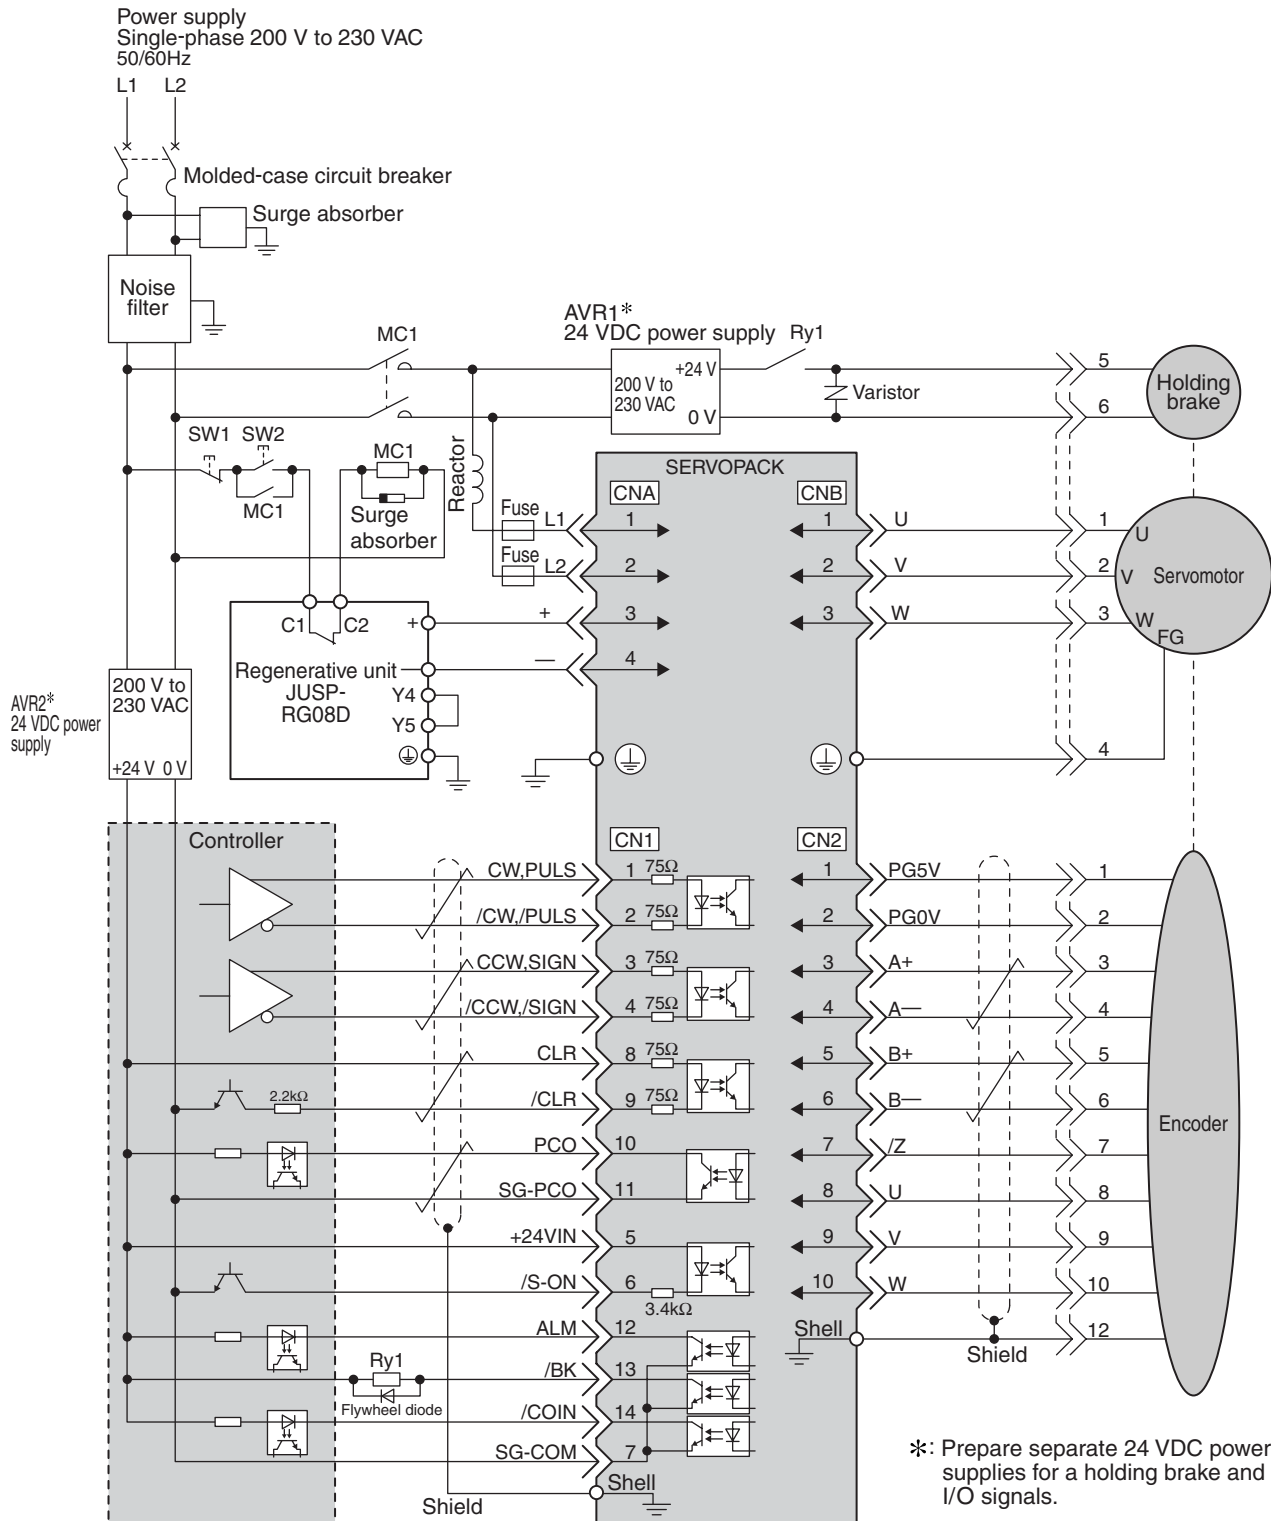 Power supply
Single-phase 200 V to 230 VAC
50/60Hz
L1 L2
Molded-case circuit breaker
Surge absorber
Noise
filter
MC1
AVR1*
24 VDC power supply Ry1
200 V to
230 VAC
+24 V
0 V
Varistor
5
6
Holding
brake
SW1 SW2
MC1
MC1
Surge
absorber
Reactor
Fuse L1
Fuse L2
SERVOPACK
CNA CNB
1 1 U 1 U
2 2 V 2 V Servomotor
+ 3 3 W 3 W
FG
— 4
C1 C2 +
Regenerative unit —
JUSP-
RG08D
Y4
Y5
4
AVR2*
24 VDC power
supply
200 V to
230 VAC
+24 V 0 V
Controller
CN1 CN2
CW,PULS 1 75Ω 1 PG5V 1
/CW,/PULS 2 75Ω 2 PG0V 2
CCW,SIGN 3 75Ω 3 A+ 3
/CCW,/SIGN 4 75Ω 4 A— 4
CLR 8 75Ω 5 B+ 5
2.2kΩ /CLR 9 75Ω 6 B— 6
Encoder
PCO 10 7 /Z 7
SG-PCO 11 8 U 8
+24VIN 5 9 V 9
/S-ON 6 3.4kΩ 10 W 10
ALM 12 Shell 12
Shield
Ry1 /BK 13
Flywheel diode
/COIN 14
SG-COM 7
Shell
Shield
*: Prepare separate 24 VDC power
supplies for a holding brake and
I/O signals.